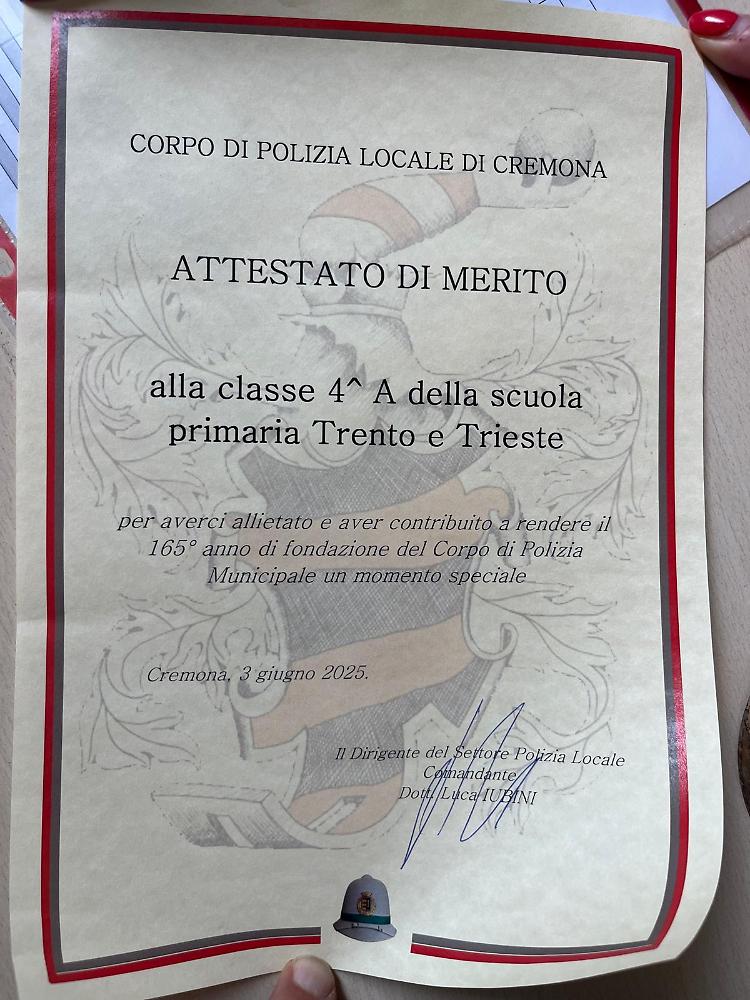 CORPO DI POLIZIA LOCALE DI CREMONA
ATTESTATO DI MERITO
alla classe 4^ A della scuola
primaria Trento e Trieste
per averci allietato e aver contribuito a rendere il
165° anno di fondazione del Corpo di Polizia
Municipale un momento speciale
Cremona, 3 giugno 2025.
Il Dirigente del Settore Polizia Locale
Comandante
Dott. Luca IUBINI